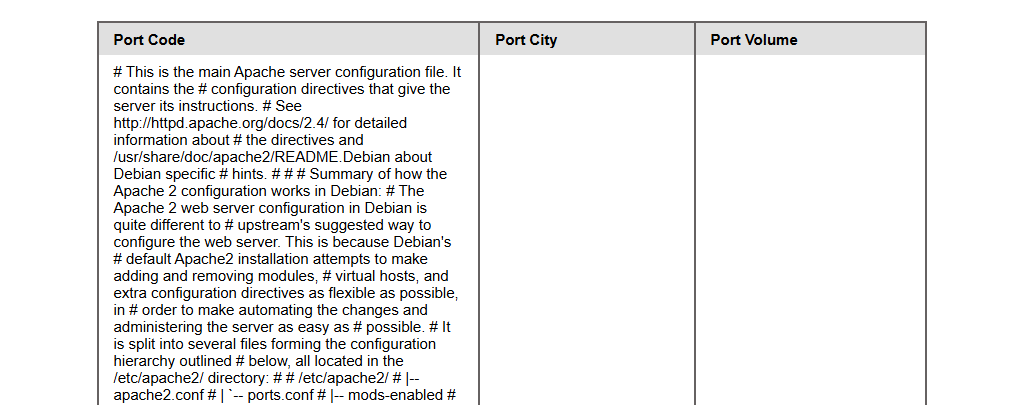 Port Code Port City Port Volume
# This is the main Apache server configuration file. It
contains the # configuration directives that give the
server its instructions. # See
http://httpd.apache.org/docs/2.4/ for detailed
information about # the directives and
/usr/share/doc/apache2/README.Debian about
Debian specific # hints. # # # Summary of how the
Apache 2 configuration works in Debian: # The
Apache 2 web server configuration in Debian is
quite different to # upstream's suggested way to
configure the web server. This is because Debian's
# default Apache2 installation attempts to make
adding and removing modules, # virtual hosts, and
extra configuration directives as flexible as possible,
in # order to make automating the changes and
administering the server as easy as # possible. # It
is split into several files forming the configuration
hierarchy outlined # below, all located in the
/etc/apache2/ directory: # # /etc/apache2/ # |--
apache2.conf # | `-- ports.conf # |-- mods-enabled #